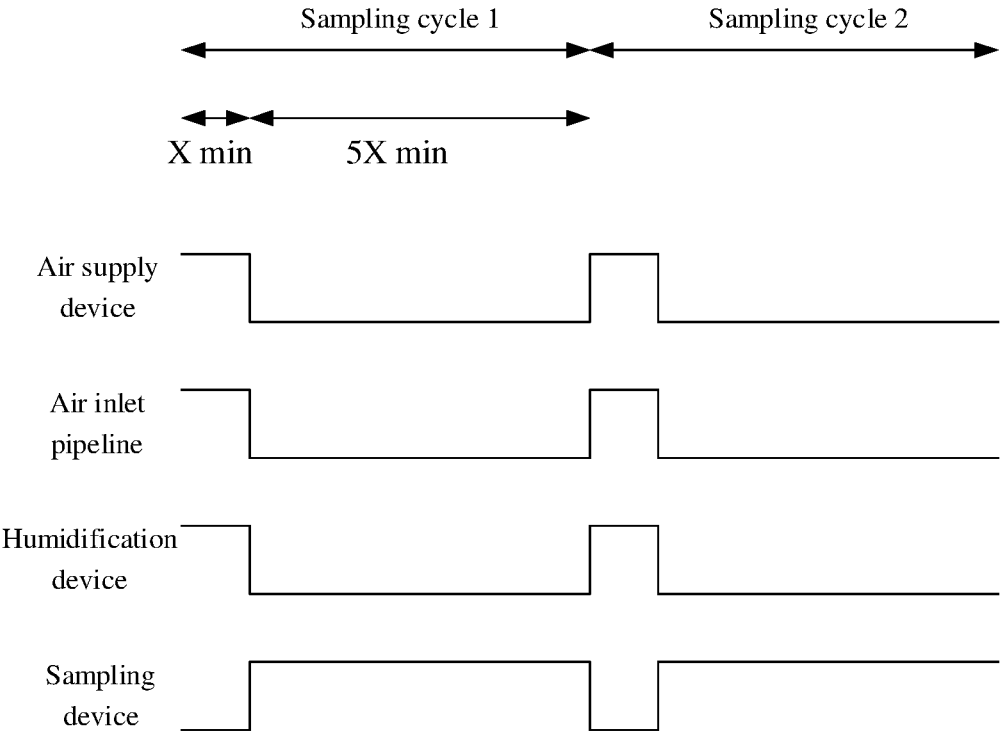 Sampling cycle 1
Sampling cycle 2
X min
5X min
Air supply
device
Air inlet
pipeline
Humidification
device
Sampling
device